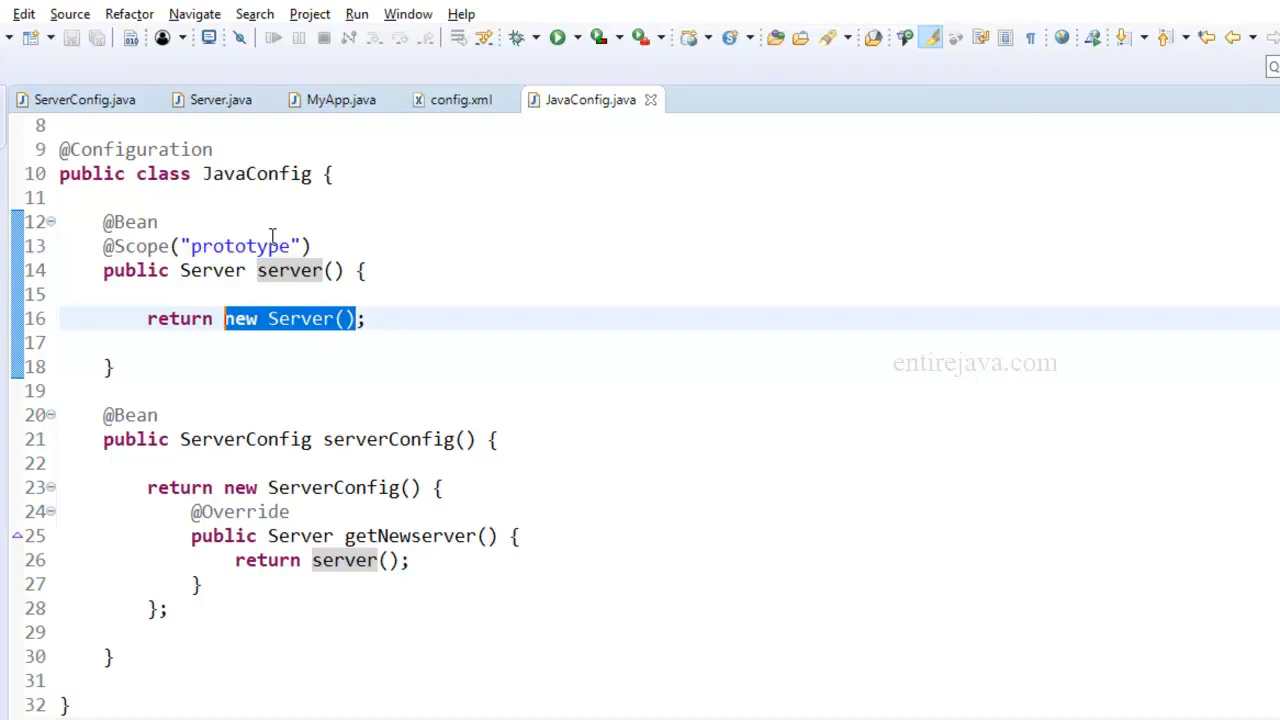 Edit Source Refactor Navigate Search Project Run Window Help
ServerConfig.java Server.java MyApp.java config.xml JavaConfig.java
8
9 @Configuration
10 public class JavaConfig {
11
12 @Bean
13 @Scope("prototype")
14 public Server server() {
15
16 return new Server();
17
entirejava.com
18 }
19
20 @Bean
21 public ServerConfig serverConfig() {
22
23 return new ServerConfig() {
24 @Override
25 public Server getNewserver() {
26 return server();
27 }
28 };
29
30 }
31
32 }